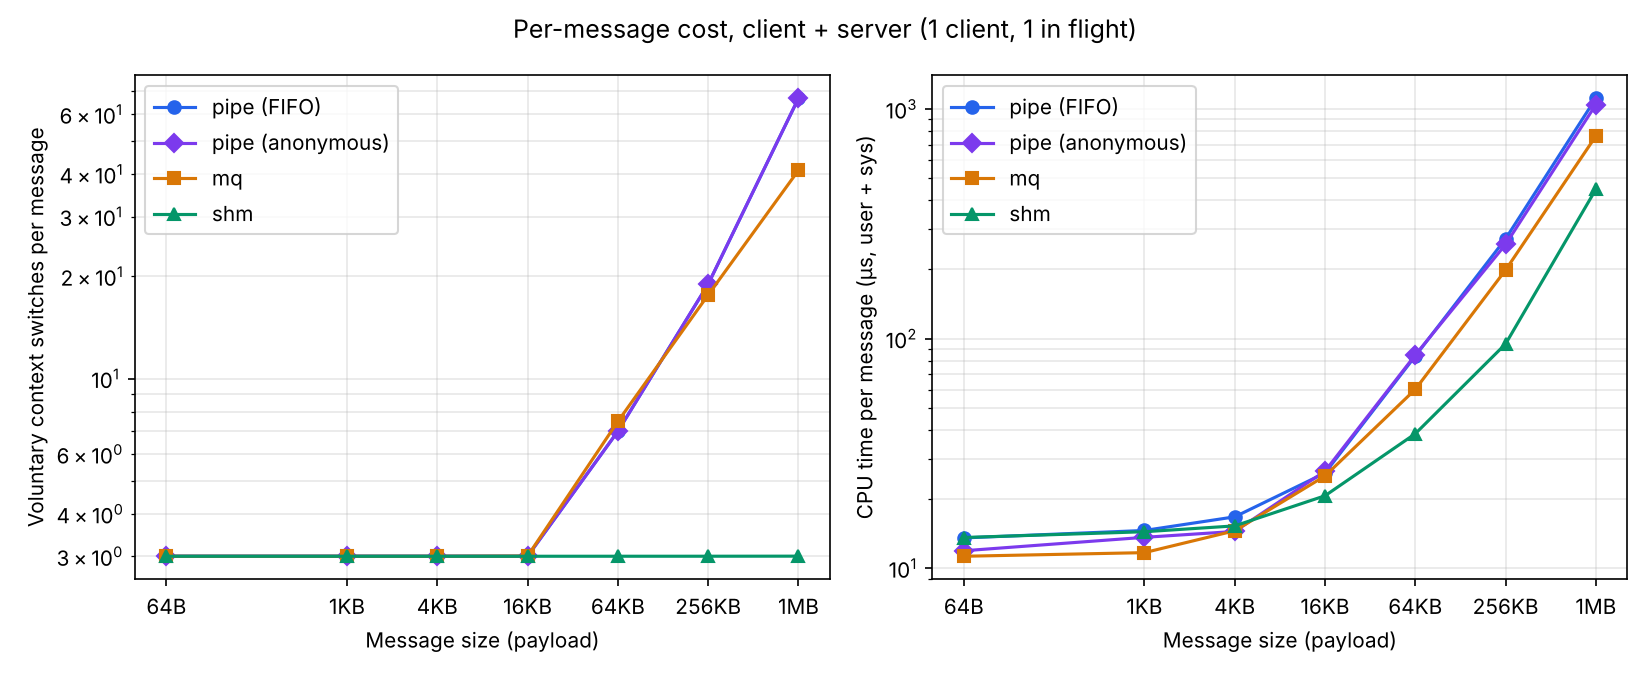 Per-message cost, client + server (1 client, 1 in flight)
Voluntary context switches per message
6 × 10¹
4 × 10¹
3 × 10¹
2 × 10¹
10¹
6 × 10⁰
4 × 10⁰
3 × 10⁰
pipe (FIFO)
pipe (anonymous)
mq
shm
64B 1KB 4KB 16KB 64KB 256KB 1MB
Message size (payload)
CPU time per message (µs, user + sys)
10³
10²
10¹
pipe (FIFO)
pipe (anonymous)
mq
shm
64B 1KB 4KB 16KB 64KB 256KB 1MB
Message size (payload)